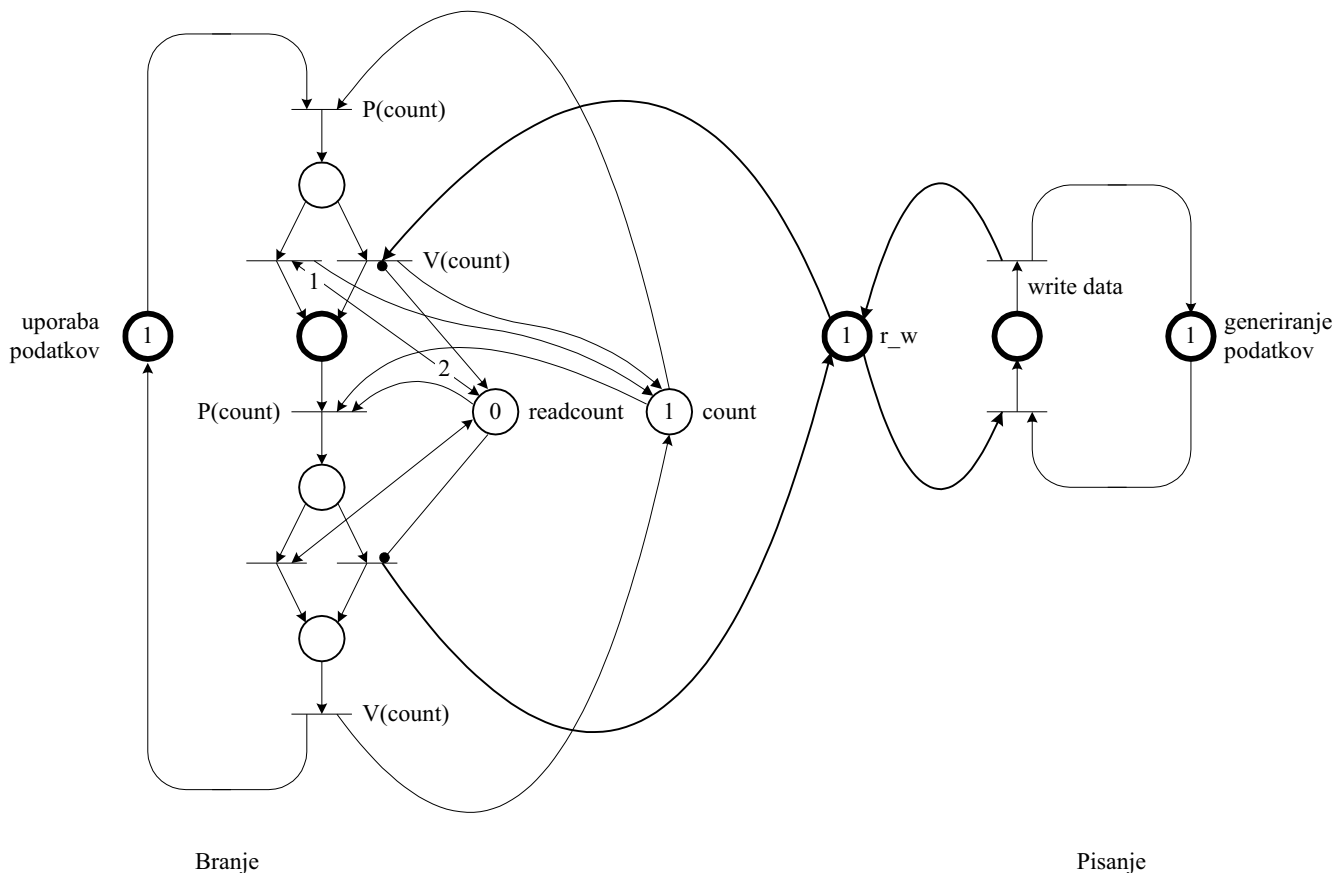 P(count)
V(count)
1
write data
uporaba
podatkov
1
1
r_w
1
generiranje
podatkov
2
P(count)
0
readcount
1
count
V(count)
Branje
Pisanje